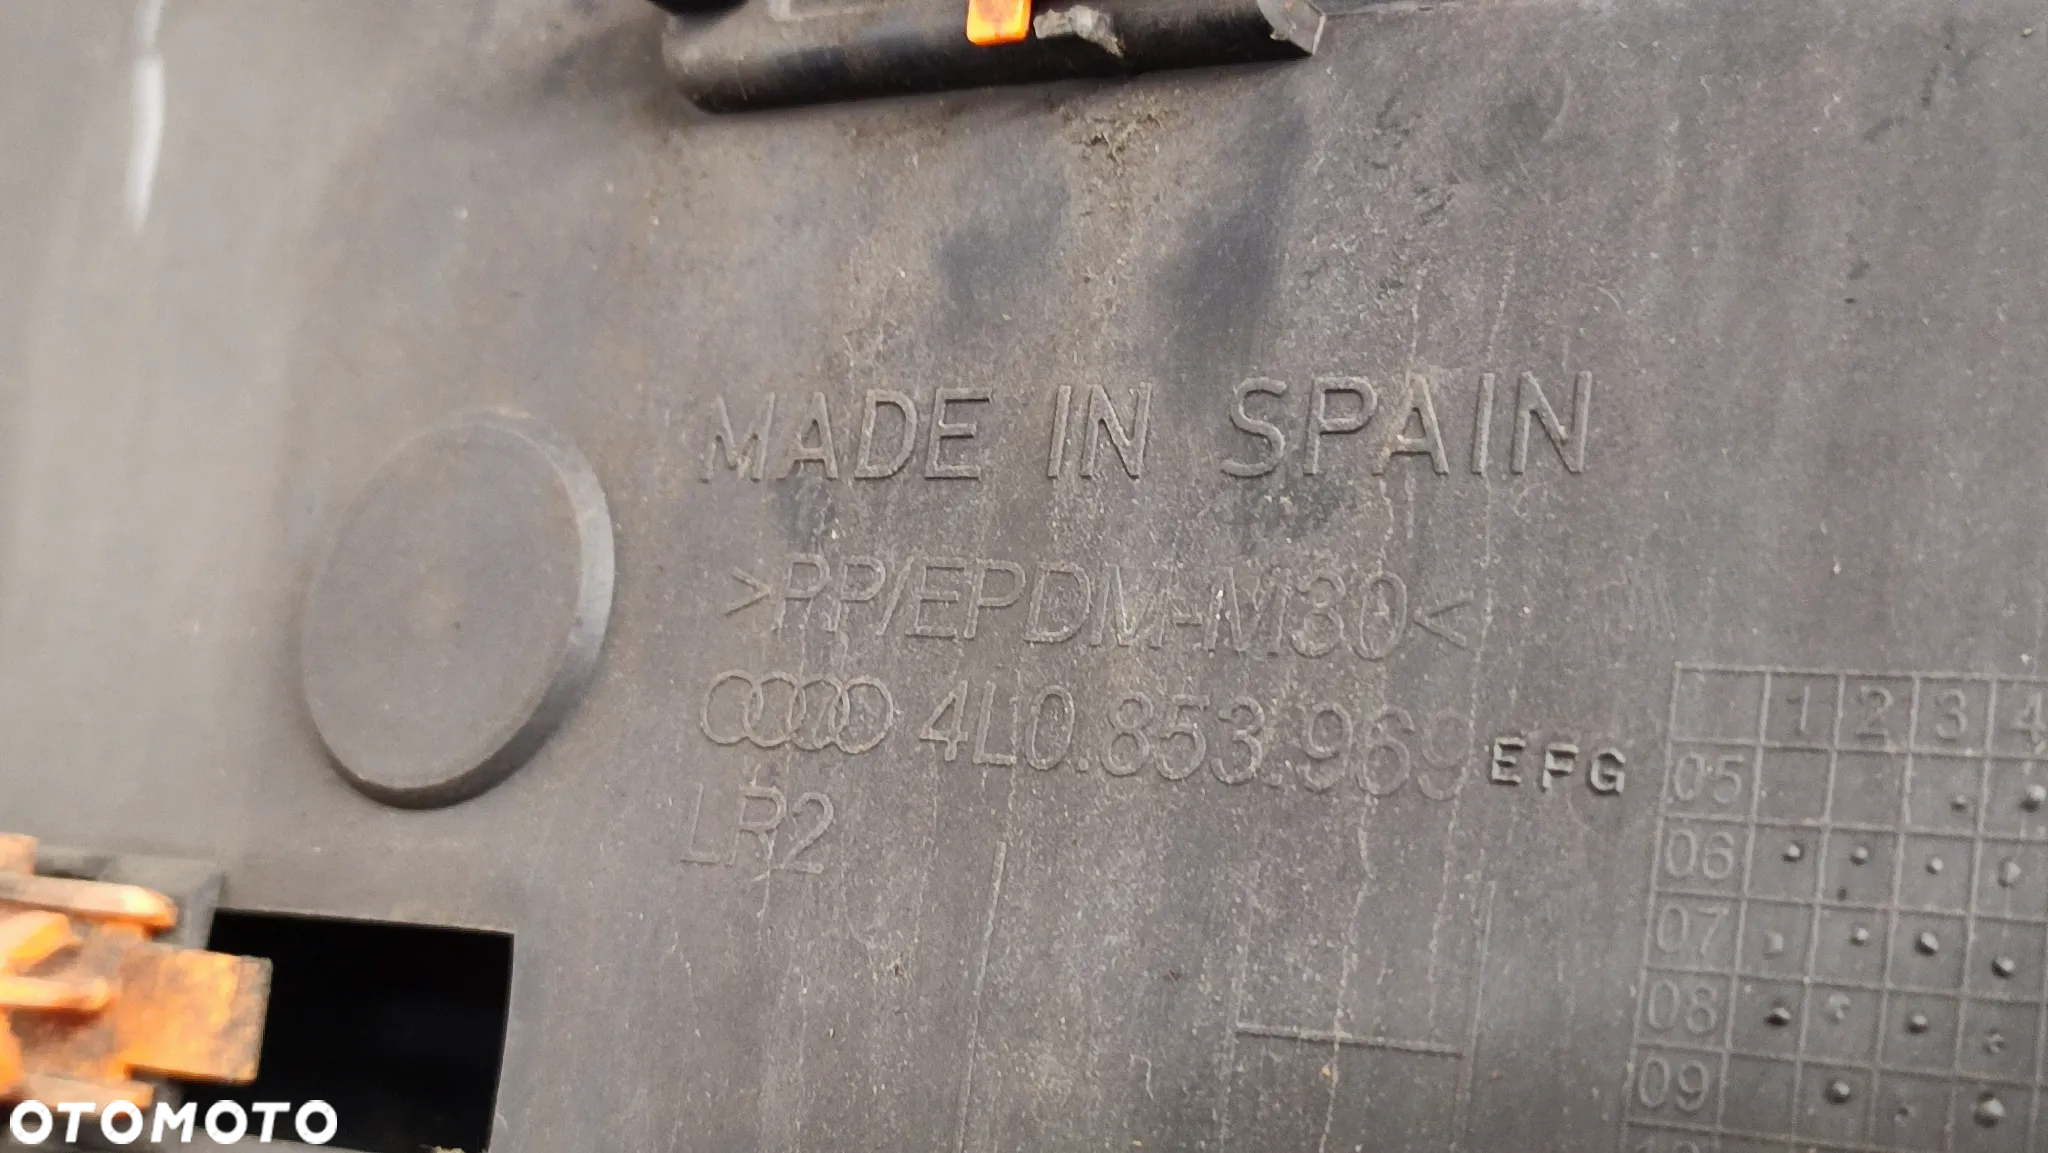 MADE IN SPAIN
>PP/EPDM-M30<
4L0.853.969 EFG
LR2
1 2 3 4
05
06
07
08
09
OTOMOTO